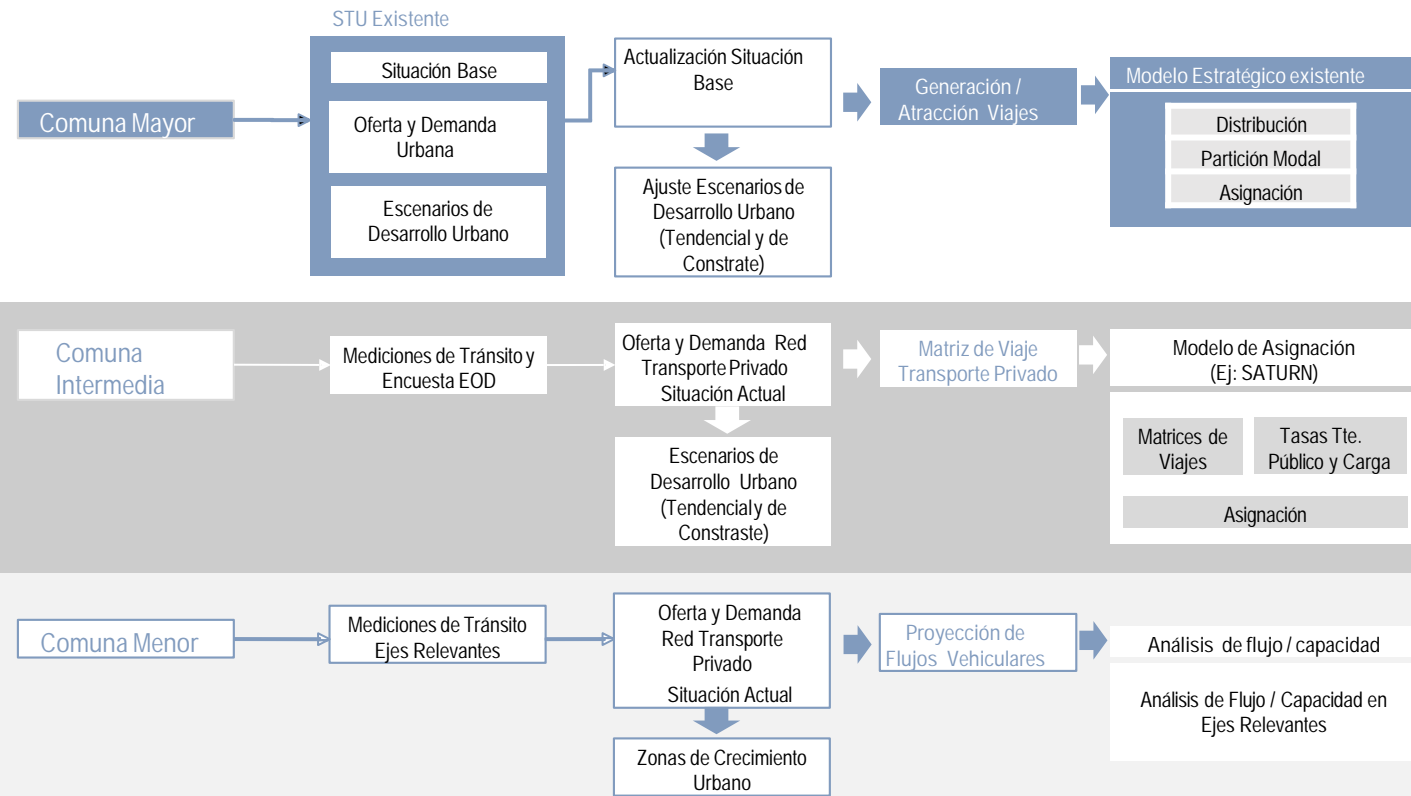 STU Existente
Comuna Mayor
Situación Base
Oferta y Demanda
Urbana
Escenarios de
Desarrollo Urbano
Actualización Situación
Base
Ajuste Escenarios de
Desarrollo Urbano
(Tendencial y de
Constrate)
Generación /
Atracción Viajes
Modelo Estratégico existente
Distribución
Partición Modal
Asignación
Comuna
Intermedia
Mediciones de Tránsito y
Encuesta EOD
Oferta y Demanda Red
Transporte Privado
Situación Actual
Escenarios de
Desarrollo Urbano
(Tendencial y de
Constraste)
Matriz de Viaje
Transporte Privado
Modelo de Asignación
(Ej: SATURN)
Matrices de
Viajes
Tasas Tte.
Público y Carga
Asignación
Comuna Menor
Mediciones de Tránsito
Ejes Relevantes
Oferta y Demanda
Red Transporte
Privado
Situación Actual
Zonas de Crecimiento
Urbano
Proyección de
Flujos Vehiculares
Análisis de flujo / capacidad
Análisis de Flujo / Capacidad en
Ejes Relevantes